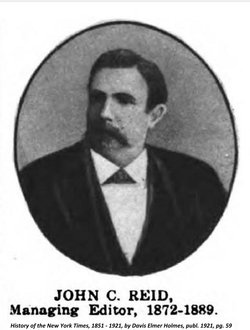 JOHN C. REID,
Managing Editor, 1872-1889.
History of the New York Times, 1851 - 1921, by Davis Elmer Holmes, publ. 1921, pg. 59